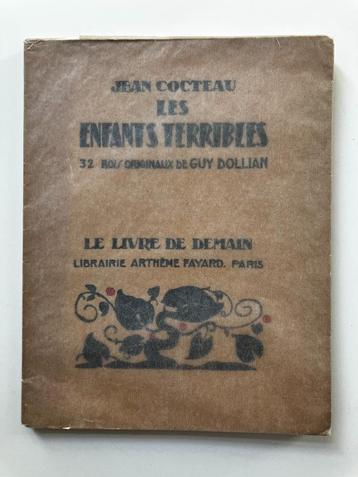 JEAN COCTEAU
LES
ENFANTS TERRIBLES
32 BOIS ORIGINAUX DE GUY DOLLIAN
LE LIVRE DE DEMAIN
LIBRAIRIE ARTHÈME FAYARD. PARIS